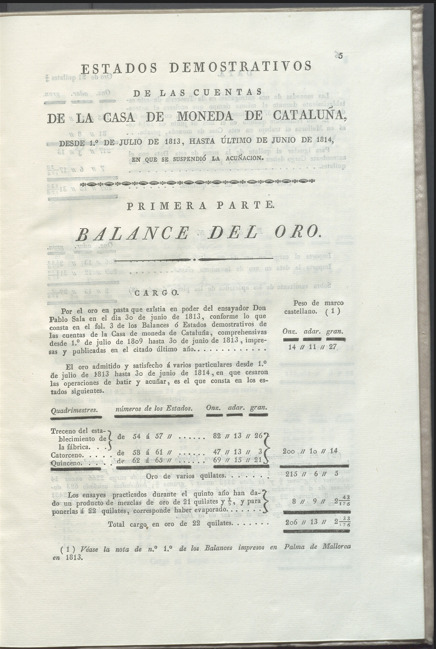 5
ESTADOS DEMOSTRATIVOS
DE LAS CUENTAS
DE LA CASA DE MONEDA DE CATALUÑA,
DESDE 1.º DE JULIO DE 1813, HASTA ÚLTIMO DE JUNIO DE 1814,
EN QUE SE SUSPENDIÓ LA ACUÑACION.
PRIMERA PARTE.
BALANCE DEL ORO.
CARGO.
Peso de marco
castellano. (1)
Onz. adar. gran.
Por el oro en pasta que existia en poder del ensayador Don
Pablo Sala en el dia 30 de junio de 1813, conforme lo que
consta en el fol. 3 de los Balances ó Estados demostrativos de
las cuentas de la Casa de moneda de Cataluña, comprehensivas
desde 1.º de julio de 1809 hasta 30 de junio de 1813, impre-
sas y publicadas en el citado último año. . . . . . . . . . . . . 14 // 11 // 27
El oro admitido y satisfecho á varios particulares desde 1.º
de julio de 1813 hasta 30 de junio de 1814, en que cesaron
las operaciones de batir y acuñar, es el que consta en los es-
tados siguientes.
Quadrimestres. números de los Estados. Onz. adar. gran.
Treceno del esta-
blecimiento de
la fábrica. . . de 54 á 57 // . . . . . . 82 // 13 // 26
Catorceno. . . . . de 58 á 61 // . . . . . . 47 // 13 // 3 200 // 10 // 14
Quinceno. . . . . de 62 á 65 // . . . . . . 69 // 15 // 21
Oro de varios quilates. . . . . . . . 215 // 6 // 5
Los ensayes practicados durante el quinto año han da-
do un producto de mezclas de oro de 21 quilates y y para
ponerlas á 22 quilates, corresponde haber evaporado. . . . . . 8 // 9 // 2
Total cargo, en oro de 22 quilates. . . . . . 206 // 13 // 2
(1) Véase la nota de n.º 1.º de los Balances impresos en Palma de Mallorca
en 1813.